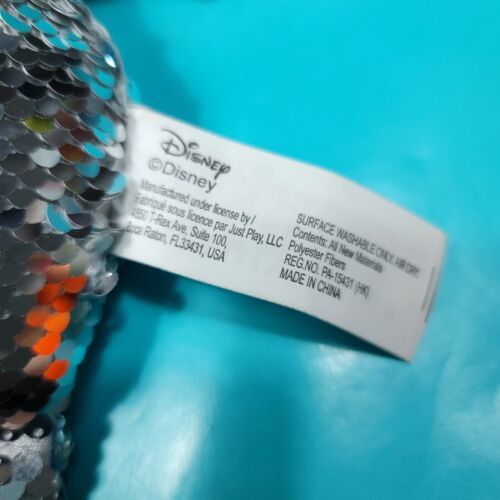 Disney
©Disney
Manufactured under license by /
Fabriqué sous licence par Just Play, LLC
4850 T-Rex Ave, Suite 100,
Boca Raton, FL33431, USA
SURFACE WASHABLE ONLY. AIR DRY.
Contents: All New Materials
Polyester Fibers
REG.NO. PA-15431 (HK)
MADE IN CHINA